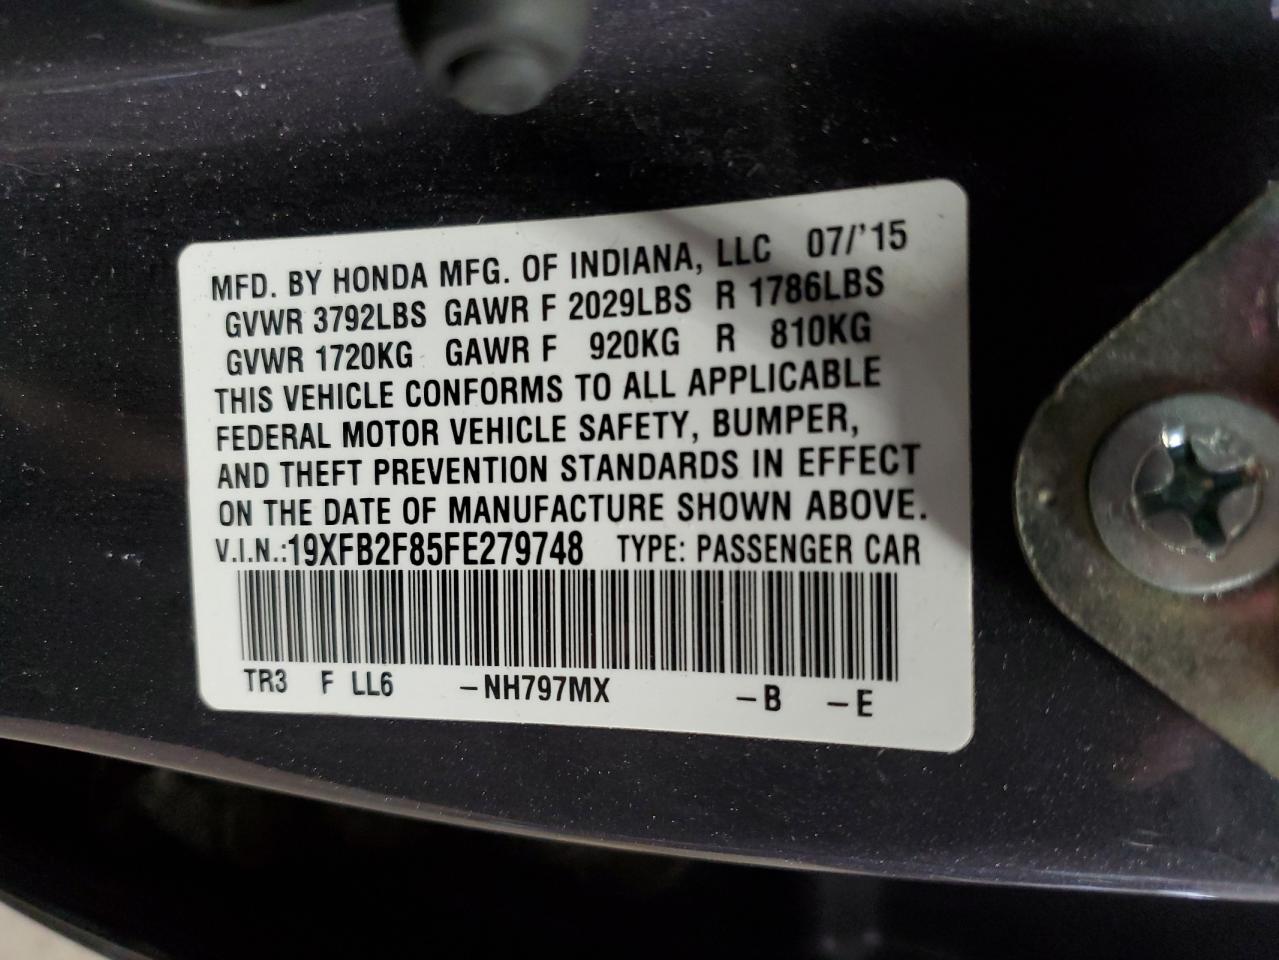 MFD. BY HONDA MFG. OF INDIANA, LLC 07/'15
GVWR 3792LBS GAWR F 2029LBS R 1786LBS
GVWR 1720KG GAWR F 920KG R 810KG
THIS VEHICLE CONFORMS TO ALL APPLICABLE
FEDERAL MOTOR VEHICLE SAFETY, BUMPER,
AND THEFT PREVENTION STANDARDS IN EFFECT
ON THE DATE OF MANUFACTURE SHOWN ABOVE.
V.I.N.:19XFB2F85FE279748 TYPE: PASSENGER CAR
TR3 F LL6 -NH797MX -B -E